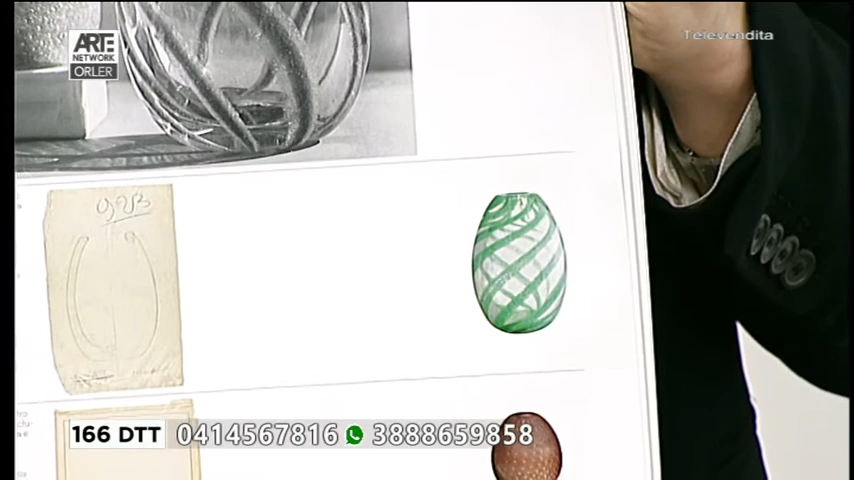 ARTE
NETWORK
ORLER
Televendita
166 DTT 0414567816 3888659858